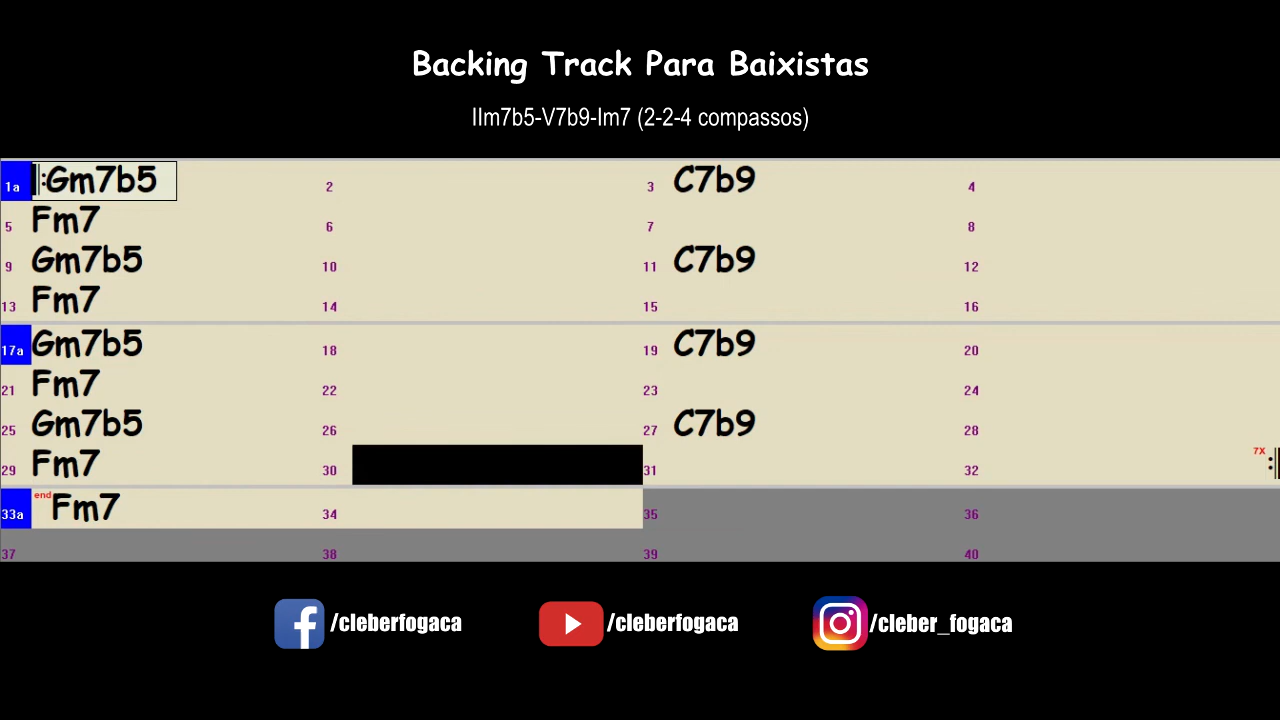 Backing Track Para Baixistas
IIm7b5-V7b9-Im7 (2-2-4 compassos)
1a Gm7b5 2 3 C7b9 4
5 Fm7 6 7 8
9 Gm7b5 10 11 C7b9 12
13 Fm7 14 15 16
17a Gm7b5 18 19 C7b9 20
21 Fm7 22 23 24
25 Gm7b5 26 27 C7b9 28
29 Fm7 30 31 32 7X
33a end Fm7 34 35 36
37 38 39 40
/cleberfogaca /cleberfogaca /cleber_fogaca